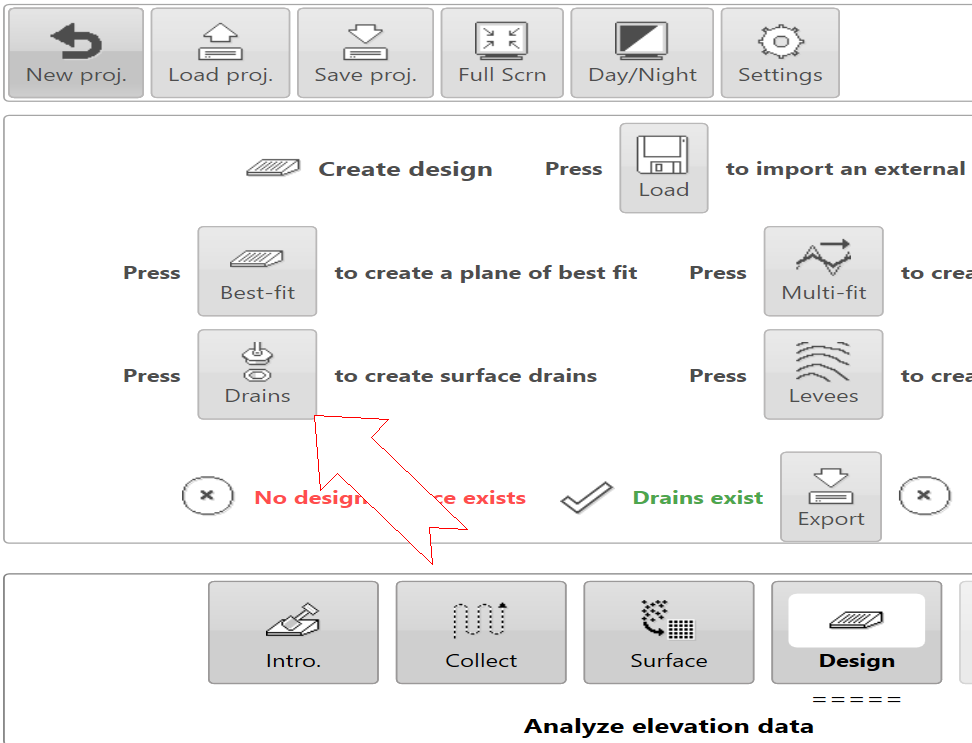 New proj. Load proj. Save proj. Full Scrn Day/Night Settings
Create design Press Load to import an external
Press Best-fit to create a plane of best fit Press Multi-fit to crea
Press Drains to create surface drains Press Levees to crea
No design ce exists Drains exist Export
Intro. Collect Surface Design
=====
Analyze elevation data